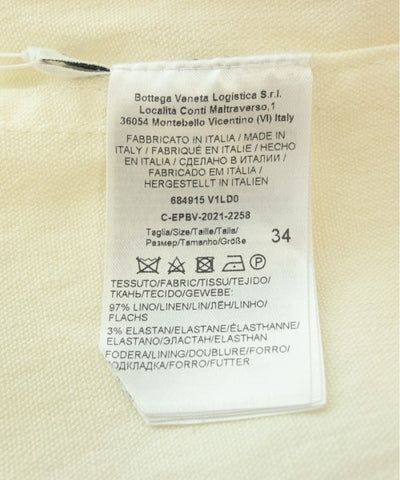 Bottega Veneta Logistica S.r.l.
Località Conti Maltraverso,1
36054 Montebello Vicentino (VI) Italy
FABBRICATO IN ITALIA / MADE IN
ITALY / FABRIQUÉ EN ITALIE / HECHO
EN ITALIA / СДЕЛАНО В ИТАЛИИ /
FABRICADO EM ITÁLIA /
HERGESTELLT IN ITALIEN
684915 V1LD0
C-EPBV-2021-2258
Taglia/Size/Taille/Talla/
Размер/Tamanho/Größe 34
P
TESSUTO/FABRIC/TISSU/TEJIDO/
ТКАНЬ/TECIDO/GEWEBE:
97% LINO/LINEN/LIN/ЛЁН/LINHO/
FLACHS
3% ELASTAN/ELASTANE/ÉLASTHANNE/
ELASTANO/ЭЛАСТАН/ELASTHAN
FODERA/LINING/DOUBLURE/FORRO/
ПОДКЛАДКА/FORRO/FUTTER